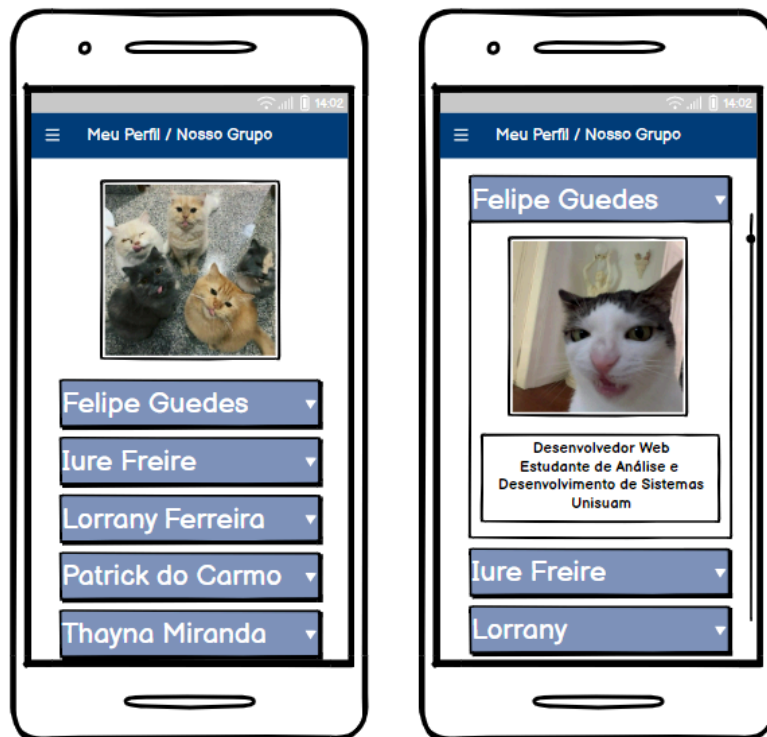 14:02
Meu Perfil / Nosso Grupo
Felipe Guedes
Iure Freire
Lorrany Ferreira
Patrick do Carmo
Thayna Miranda
14:02
Meu Perfil / Nosso Grupo
Felipe Guedes
Desenvolvedor Web
Estudante de Análise e
Desenvolvimento de Sistemas
Unisuam
Iure Freire
Lorrany